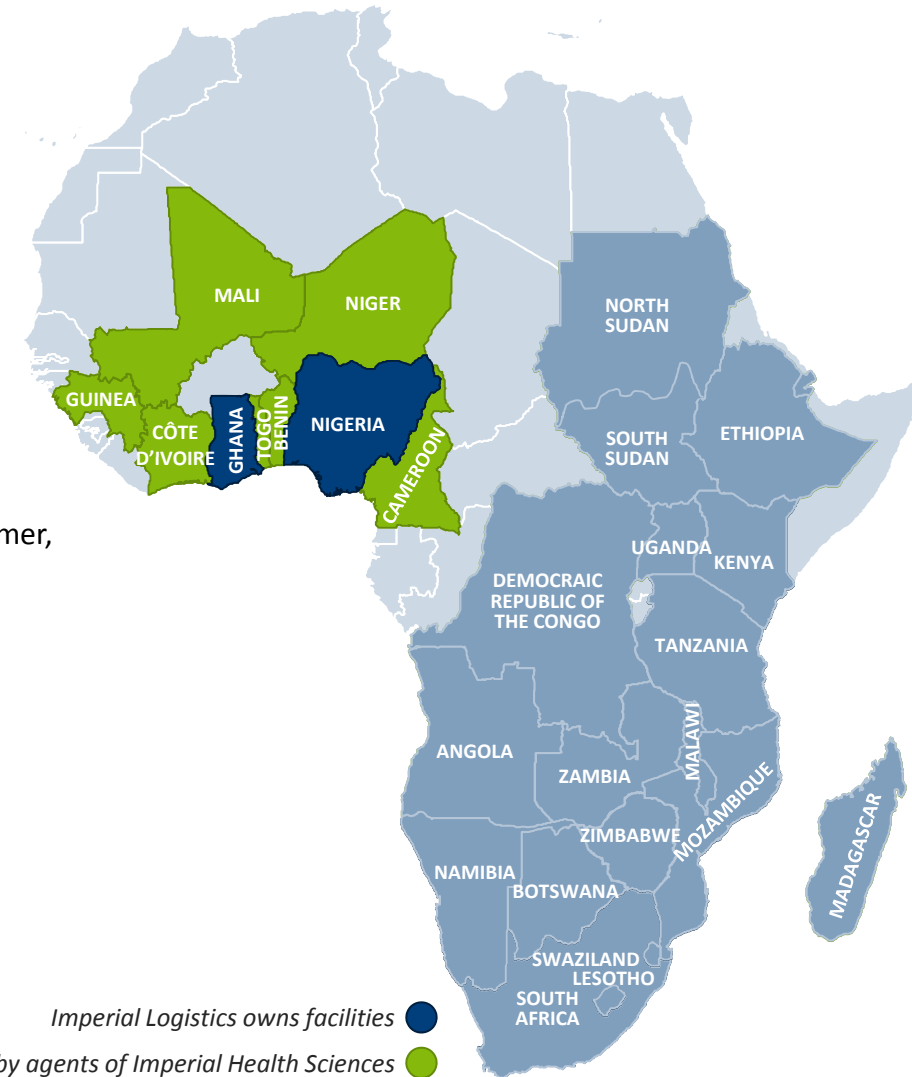 MALI
NIGER
NORTH
SUDAN
GUINEA
CÔTE
D'IVOIRE
GHANA
TOGO
BENIN
NIGERIA
CAMEROON
SOUTH
SUDAN
ETHIOPIA
mer,
UGANDA
KENYA
DEMOCRAIC
REPUBLIC OF
THE CONGO
TANZANIA
ANGOLA
ZAMBIA
MALAWI
MOZAMBIQUE
ZIMBABWE
MADAGASCAR
NAMIBIA
BOTSWANA
SWAZILAND
LESOTHO
SOUTH
AFRICA
Imperial Logistics owns facilities
by agents of Imperial Health Sciences